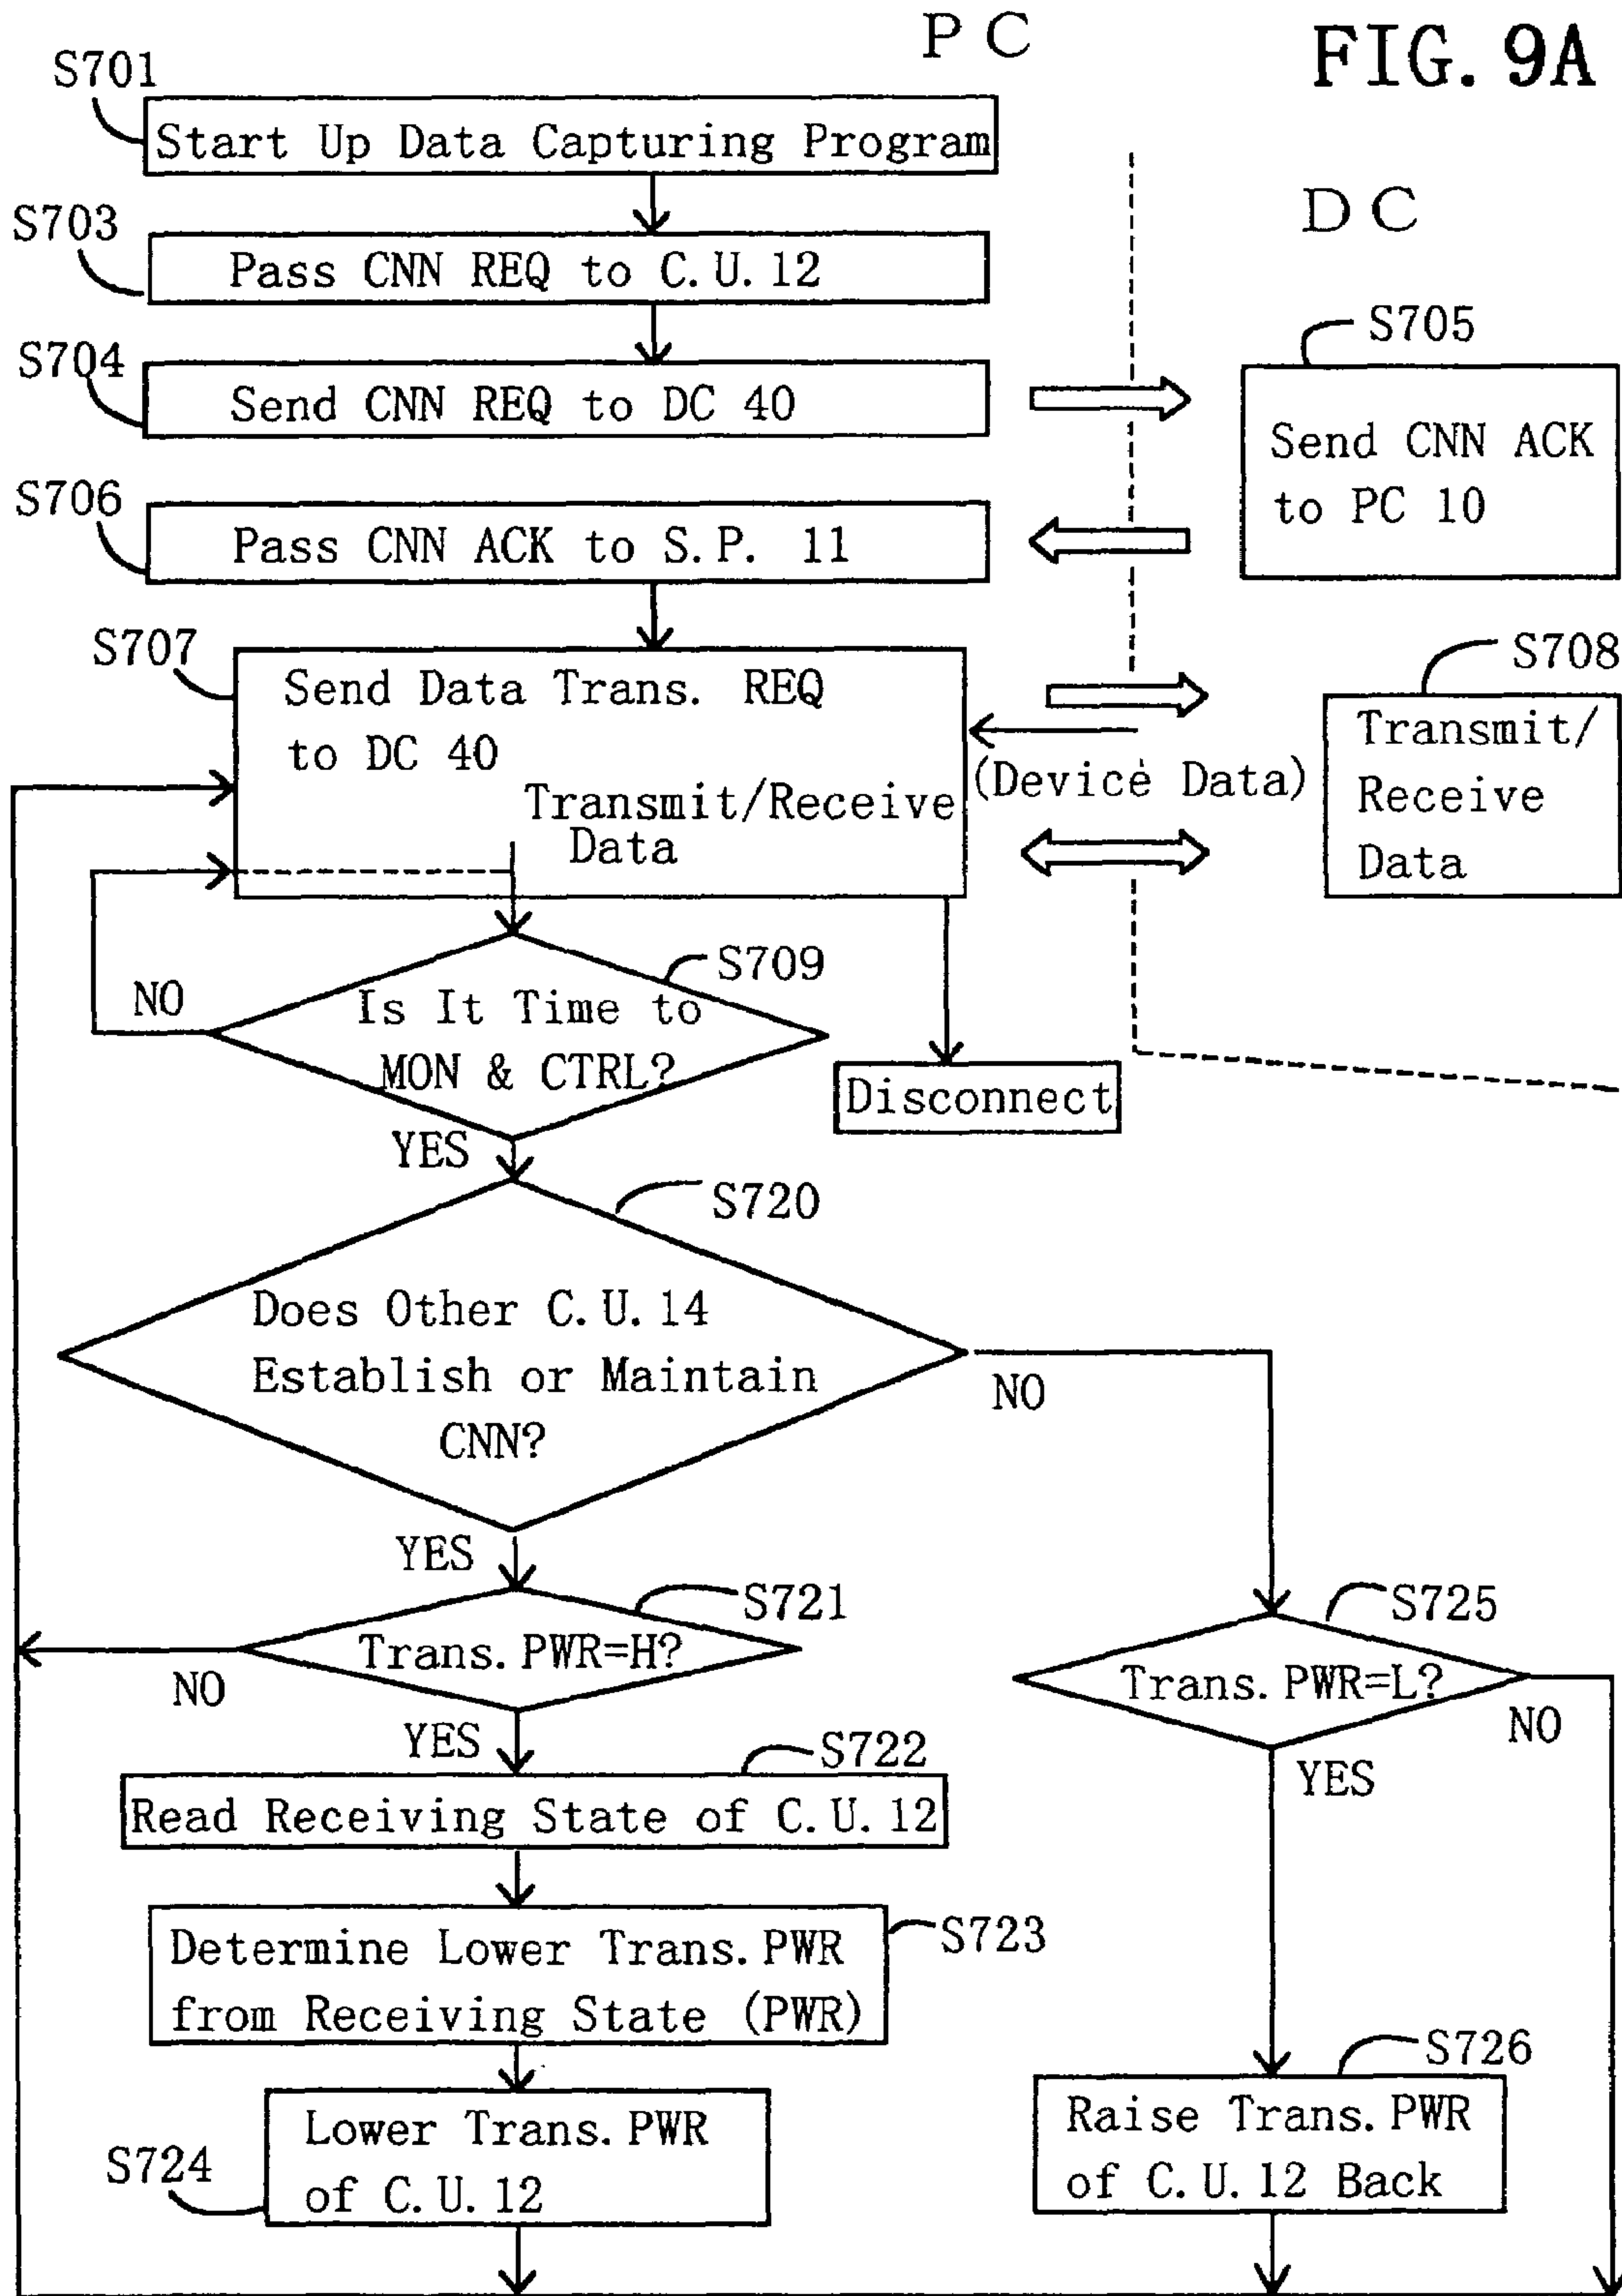 PC
FIG. 9A
S701
Start Up Data Capturing Program
DC
S703
Pass CNN REQ to C.U.12
S704
Send CNN REQ to DC 40
S705
Send CNN ACK
to PC 10
S706
Pass CNN ACK to S.P. 11
S707
Send Data Trans. REQ
to DC 40
Transmit/Receive
Data
(Device Data)
S708
Transmit/
Receive
Data
S709
Is It Time to
MON & CTRL?
NO
YES
Disconnect
S720
Does Other C.U.14
Establish or Maintain
CNN?
NO
YES
S721
Trans.PWR=H?
NO
YES
S725
Trans.PWR=L?
NO
YES
S722
Read Receiving State of C.U.12
S723
Determine Lower Trans.PWR
from Receiving State (PWR)
S724
Lower Trans.PWR
of C.U.12
S726
Raise Trans.PWR
of C.U.12 Back